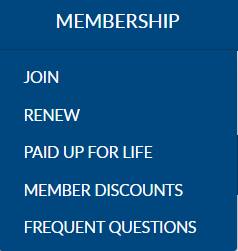 MEMBERSHIP
JOIN
RENEW
PAID UP FOR LIFE
MEMBER DISCOUNTS
FREQUENT QUESTIONS